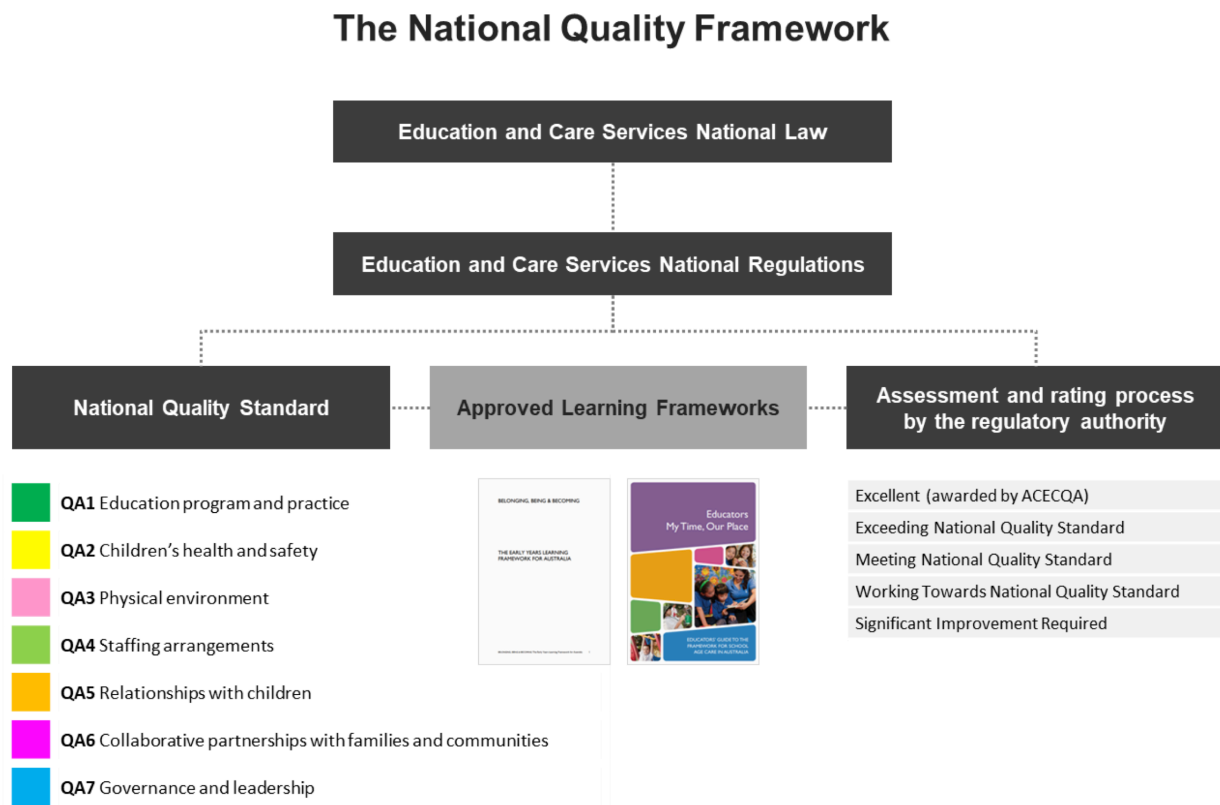 The National Quality Framework
Education and Care Services National Law
Education and Care Services National Regulations
National Quality Standard
Approved Learning Frameworks
Assessment and rating process
by the regulatory authority
QA1 Education program and practice
QA2 Children’s health and safety
QA3 Physical environment
QA4 Staffing arrangements
QA5 Relationships with children
QA6 Collaborative partnerships with families and communities
QA7 Governance and leadership
BELONGING, BEING & BECOMING
THE EARLY YEARS LEARNING
FRAMEWORK FOR AUSTRALIA
Educators
My Time, Our Place
EDUCATORS’ GUIDE TO THE
FRAMEWORK FOR SCHOOL
AGE CARE IN AUSTRALIA
Excellent (awarded by ACECQA)
Exceeding National Quality Standard
Meeting National Quality Standard
Working Towards National Quality Standard
Significant Improvement Required